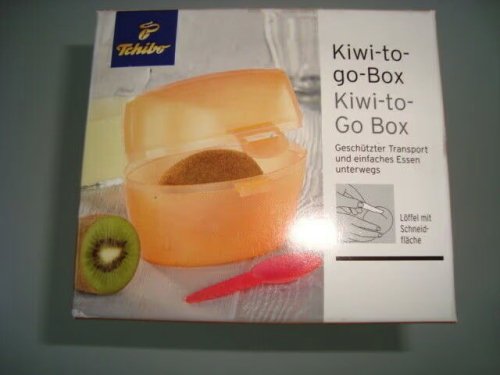 Tchibo
Kiwi-to-
go-Box
Kiwi-to-
Go Box
Geschützter Transport
und einfaches Essen
unterwegs
Löffel mit
Schneid-
fläche